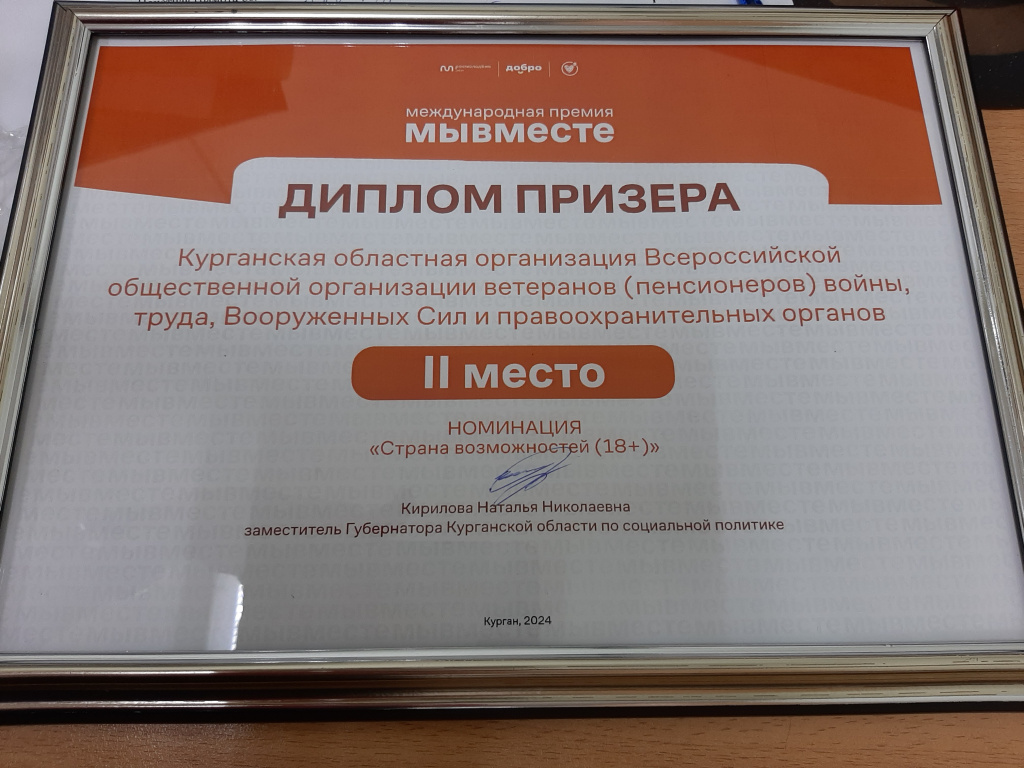 добро
международная премия
мывместе
ДИПЛОМ ПРИЗЕРА
Курганская областная организация Всероссийской
общественной организации ветеранов (пенсионеров) войны,
труда, Вооруженных Сил и правоохранительных органов
II место
НОМИНАЦИЯ
«Страна возможностей (18+)»
Кирилова Наталья Николаевна
заместитель Губернатора Курганской области по социальной политике
Курган, 2024